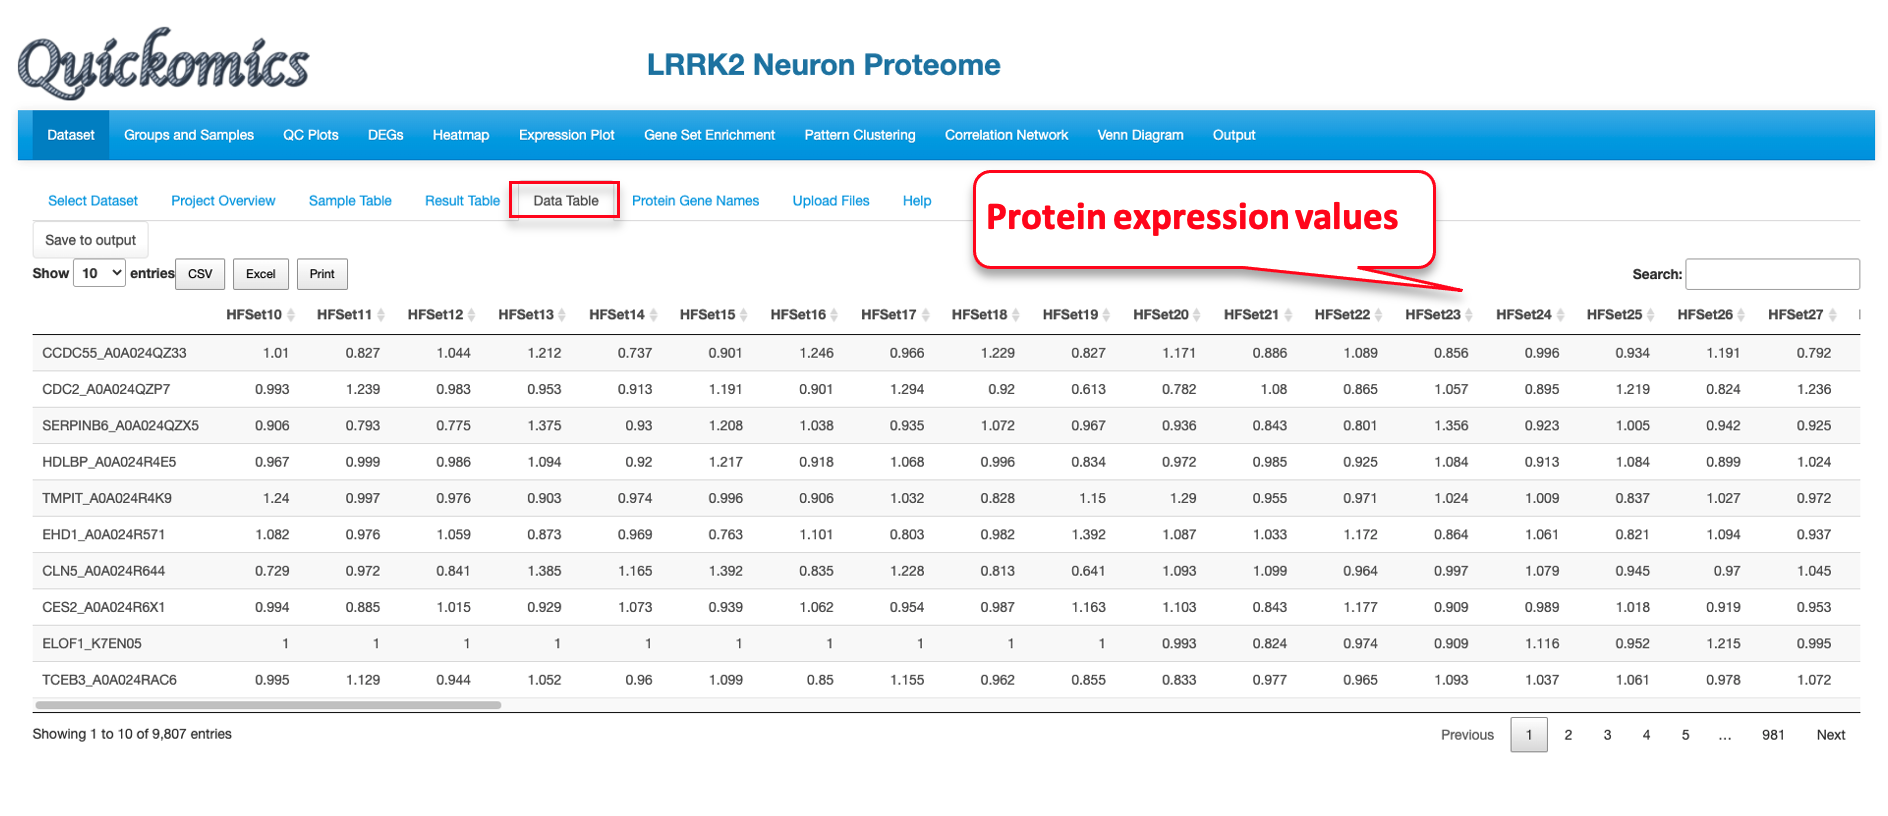 Quickomics
LRRK2 Neuron Proteome
Dataset Groups and Samples QC Plots DEGs Heatmap Expression Plot Gene Set Enrichment Pattern Clustering Correlation Network Venn Diagram Output
Select Dataset Project Overview Sample Table Result Table Data Table Protein Gene Names Upload Files Help
Protein expression values
Save to output
Show 10 entries CSV Excel Print Search:
HFSet10 HFSet11 HFSet12 HFSet13 HFSet14 HFSet15 HFSet16 HFSet17 HFSet18 HFSet19 HFSet20 HFSet21 HFSet22 HFSet23 HFSet24 HFSet25 HFSet26 HFSet27
CCDC55_A0A024QZ33 1.01 0.827 1.044 1.212 0.737 0.901 1.246 0.966 1.229 0.827 1.171 0.886 1.089 0.856 0.996 0.934 1.191 0.792
CDC2_A0A024QZP7 0.993 1.239 0.983 0.953 0.913 1.191 0.901 1.294 0.92 0.613 0.782 1.08 0.865 1.057 0.895 1.219 0.824 1.236
SERPINB6_A0A024QZX5 0.906 0.793 0.775 1.375 0.93 1.208 1.038 0.935 1.072 0.967 0.936 0.843 0.801 1.356 0.923 1.005 0.942 0.925
HDLBP_A0A024R4E5 0.967 0.999 0.986 1.094 0.92 1.217 0.918 1.068 0.996 0.834 0.972 0.985 0.925 1.084 0.913 1.084 0.899 1.024
TMPIT_A0A024R4K9 1.24 0.997 0.976 0.903 0.974 0.996 0.906 1.032 0.828 1.15 1.29 0.955 0.971 1.024 1.009 0.837 1.027 0.972
EHD1_A0A024R571 1.082 0.976 1.059 0.873 0.969 0.763 1.101 0.803 0.982 1.392 1.087 1.033 1.172 0.864 1.061 0.821 1.094 0.937
CLN5_A0A024R644 0.729 0.972 0.841 1.385 1.165 1.392 0.835 1.228 0.813 0.641 1.093 1.099 0.964 0.997 1.079 0.945 0.97 1.045
CES2_A0A024R6X1 0.994 0.885 1.015 0.929 1.073 0.939 1.062 0.954 0.987 1.163 1.103 0.843 1.177 0.909 0.989 1.018 0.919 0.953
ELOF1_K7EN05 1 1 1 1 1 1 1 1 1 1 0.993 0.824 0.974 0.909 1.116 0.952 1.215 0.995
TCEB3_A0A024RAC6 0.995 1.129 0.944 1.052 0.96 1.099 0.85 1.155 0.962 0.855 0.833 0.977 0.965 1.093 1.037 1.061 0.978 1.072
Showing 1 to 10 of 9,807 entries Previous 1 2 3 4 5 … 981 Next